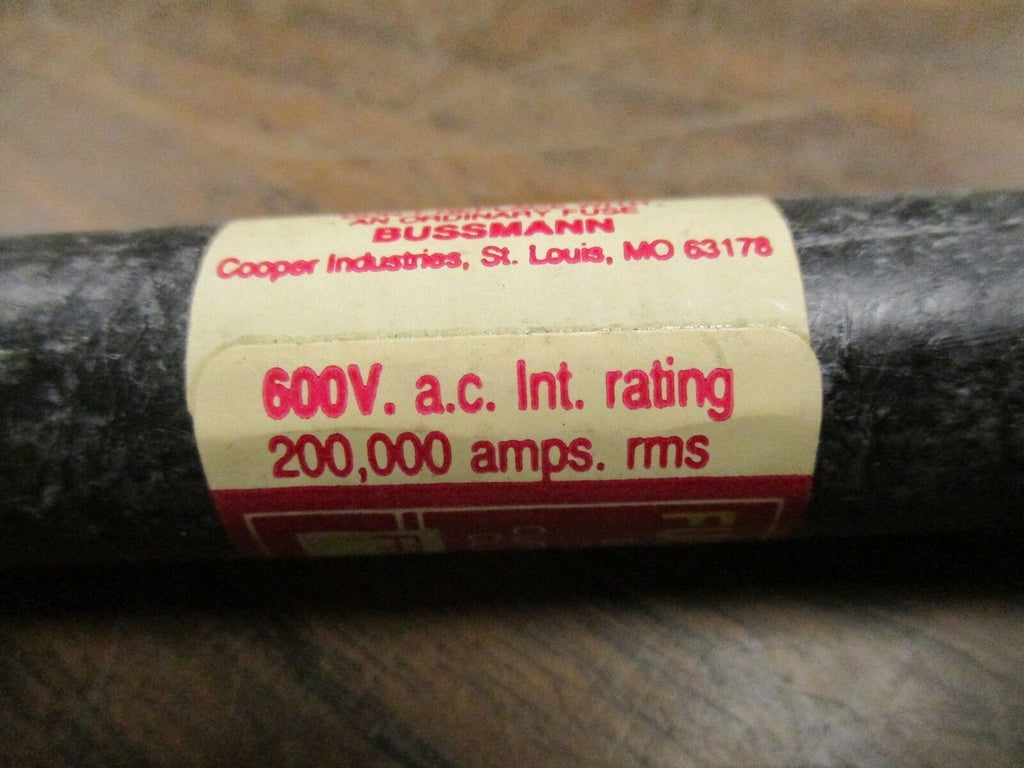 AN ORDINARY FUSE
BUSSMANN
Cooper Industries, St. Louis, MO 63178
600V. a.c. Int. rating
200,000 amps. rms